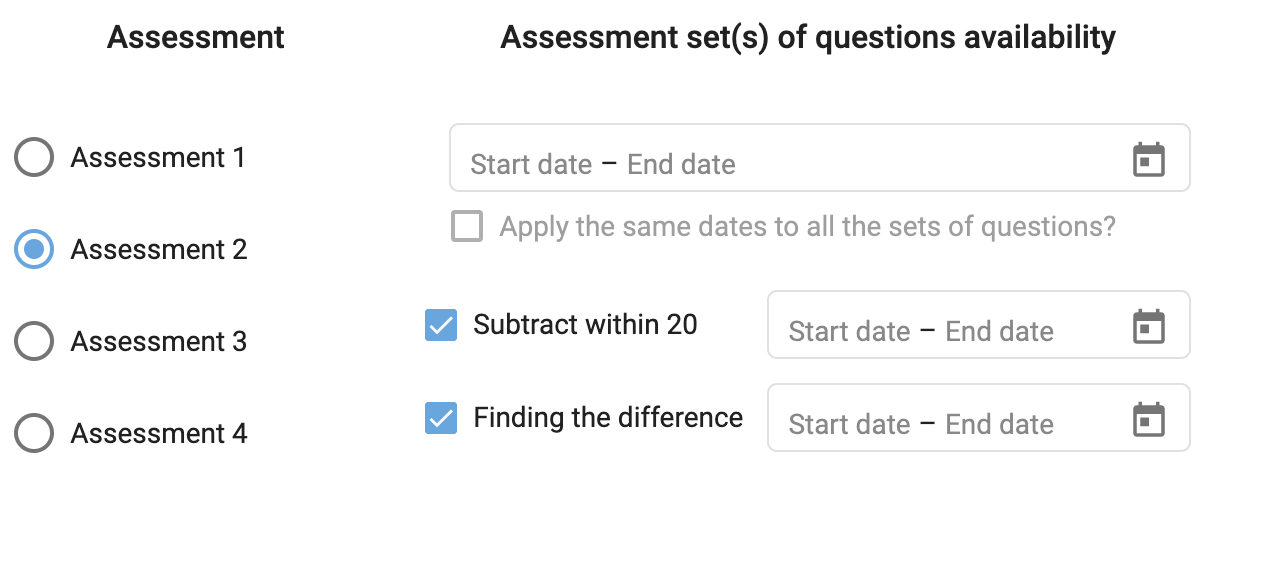 Assessment
Assessment set(s) of questions availability
Assessment 1
Start date – End date
Apply the same dates to all the sets of questions?
Assessment 2
Subtract within 20
Start date – End date
Assessment 3
Finding the difference
Start date – End date
Assessment 4